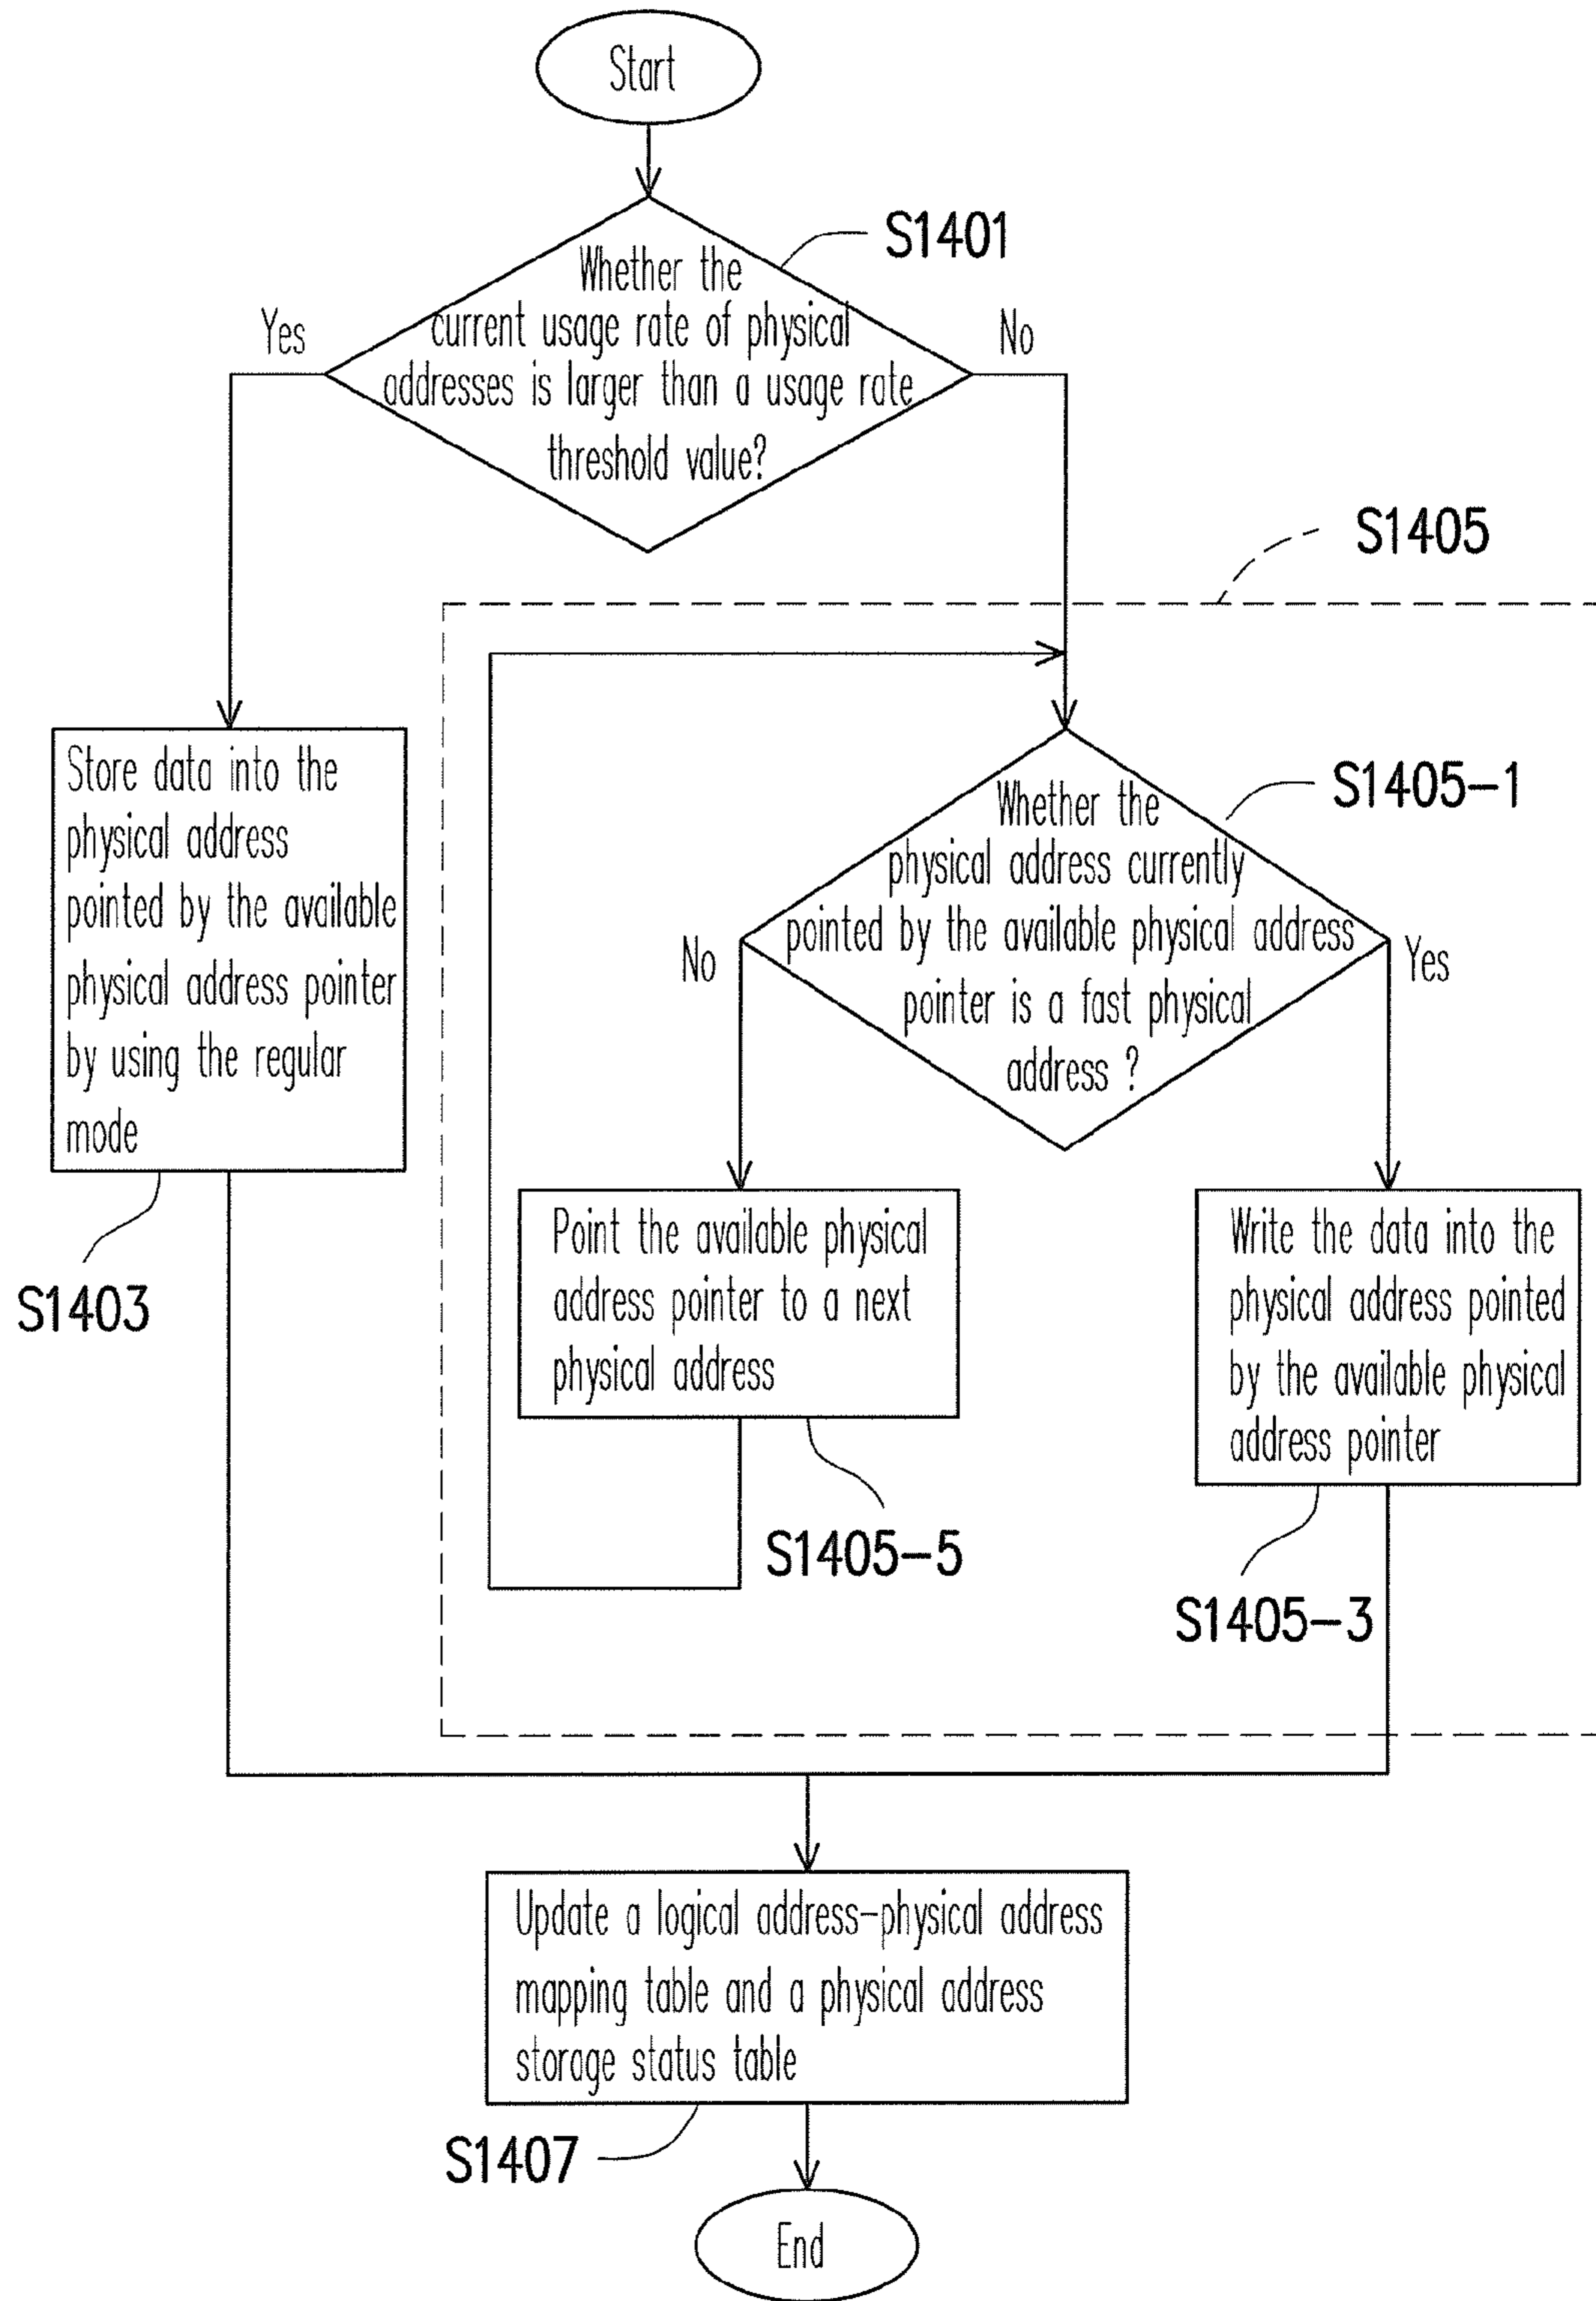 Start
S1401
Whether the
current usage rate of physical
addresses is larger than a usage rate
threshold value?
Yes
No
S1405
Store data into the
physical address
pointed by the available
physical address pointer
by using the regular
mode
S1403
S1405-1
Whether the
physical address currently
pointed by the available physical address
pointer is a fast physical
address ?
No
Yes
Point the available physical
address pointer to a next
physical address
S1405-5
Write the data into the
physical address pointed
by the available physical
address pointer
S1405-3
Update a logical address-physical address
mapping table and a physical address
storage status table
S1407
End